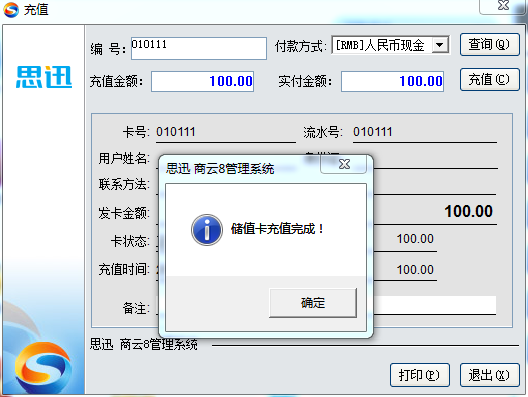 充值
编 号: 010111 付款方式: [RMB]人民币现金 查询(Q)
思迅
充值金额: 100.00 实付金额: 100.00 充值(C)
卡号: 010111 流水号: 010111
用户姓名:
思迅 商云8管理系统
联系方法:
储值卡充值完成！
发卡金额: 100.00
卡状态: 100.00
充值时间: 100.00
确定
备注:
思迅 商云8管理系统
打印(P) 退出(X)